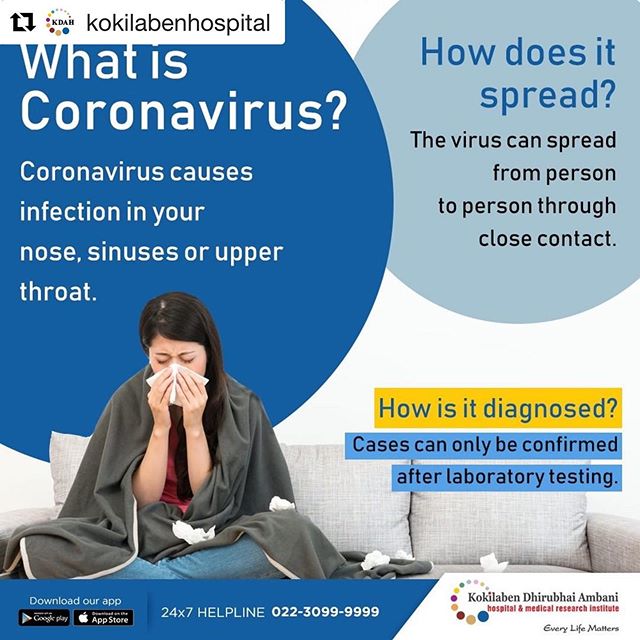 KDAH
kokilabenhospital
What is
Coronavirus?
Coronavirus causes
infection in your
nose, sinuses or upper
throat.
How does it
spread?
The virus can spread
from person
to person through
close contact.
How is it diagnosed?
Cases can only be confirmed
after laboratory testing.
Download our app
Google play
Download on the
App Store
24x7 HELPLINE 022-3099-9999
Kokilaben Dhirubhai Ambani
hospital & medical research institute
Every Life Matters